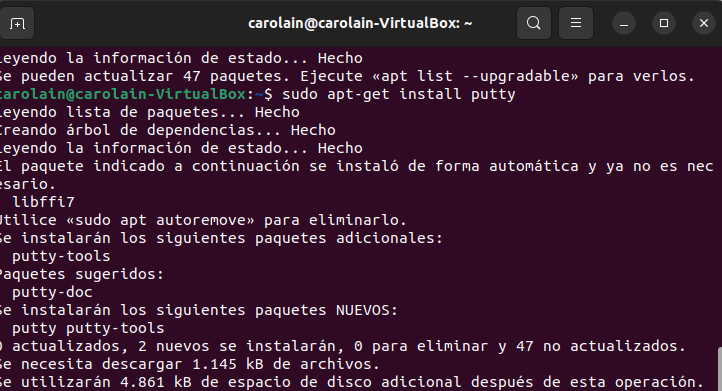 carolain@carolain-VirtualBox: ~
Leyendo la información de estado... Hecho
Se pueden actualizar 47 paquetes. Ejecute «apt list --upgradable» para verlos.
carolain@carolain-VirtualBox:~$ sudo apt-get install putty
Leyendo lista de paquetes... Hecho
Creando árbol de dependencias... Hecho
Leyendo la información de estado... Hecho
El paquete indicado a continuación se instaló de forma automática y ya no es nec
esario.
libffi7
Utilice «sudo apt autoremove» para eliminarlo.
Se instalarán los siguientes paquetes adicionales:
putty-tools
Paquetes sugeridos:
putty-doc
Se instalarán los siguientes paquetes NUEVOS:
putty putty-tools
0 actualizados, 2 nuevos se instalarán, 0 para eliminar y 47 no actualizados.
Se necesita descargar 1.145 kB de archivos.
Se utilizarán 4.861 kB de espacio de disco adicional después de esta operación.